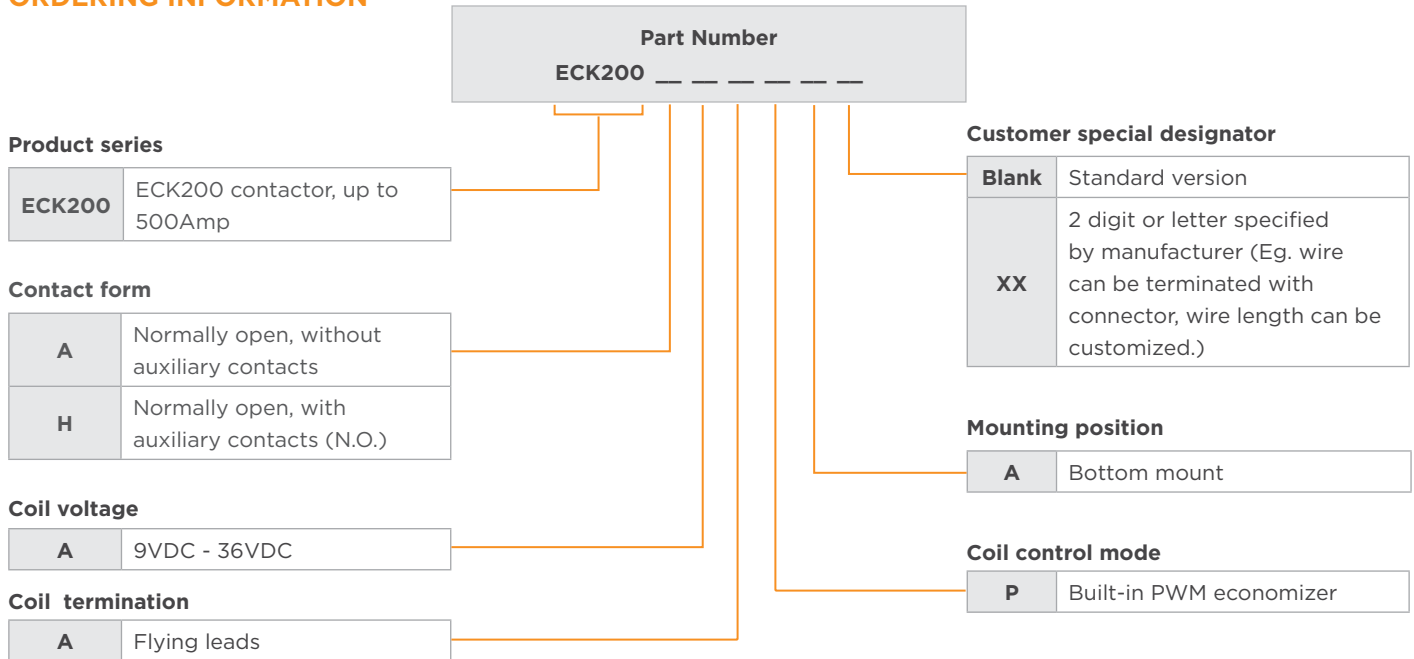 ORDERING INFORMATION
Part Number
ECK200 __ __ __ __ __ __
Product series
ECK200
ECK200 contactor, up to
500Amp
Contact form
A
Normally open, without
auxiliary contacts
H
Normally open, with
auxiliary contacts (N.O.)
Coil voltage
A
9VDC - 36VDC
Coil termination
A
Flying leads
Customer special designator
Blank
Standard version
XX
2 digit or letter specified
by manufacturer (Eg. wire
can be terminated with
connector, wire length can be
customized.)
Mounting position
A
Bottom mount
Coil control mode
P
Built-in PWM economizer